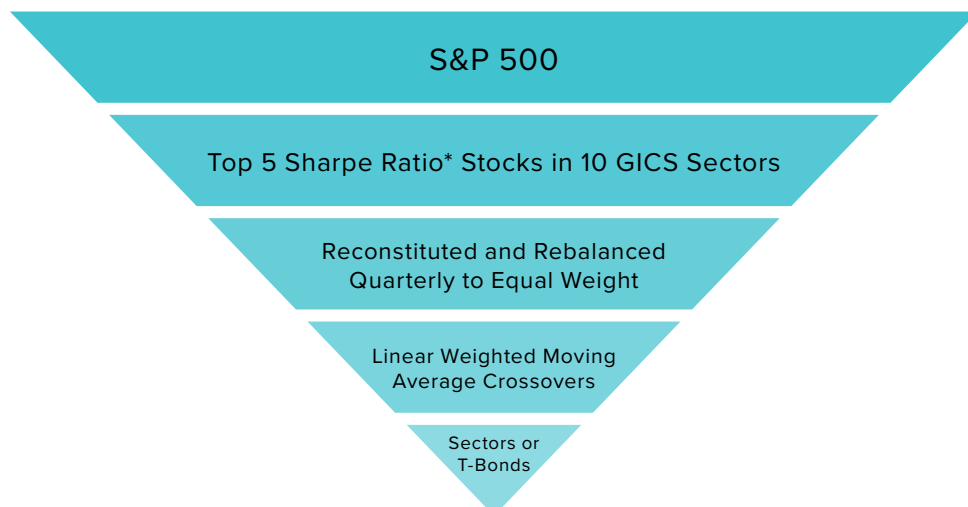 S&P 500
Top 5 Sharpe Ratio* Stocks in 10 GICS Sectors
Reconstituted and Rebalanced
Quarterly to Equal Weight
Linear Weighted Moving
Average Crossovers
Sectors or
T-Bonds